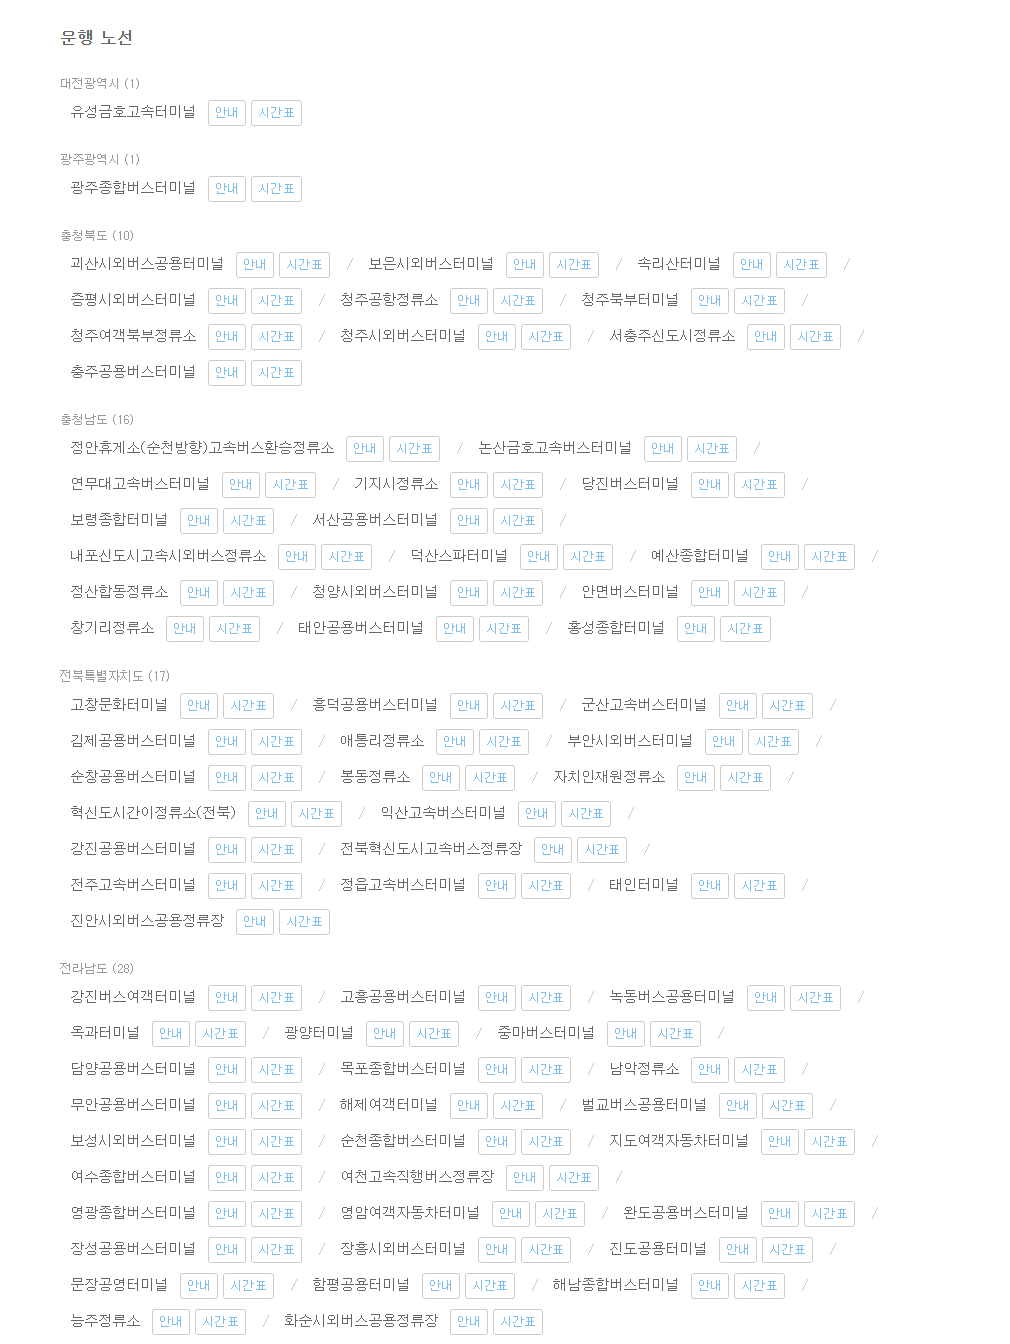 운행 노선
대전광역시 (1)
유성금호고속터미널 안내 시간표
광주광역시 (1)
광주종합버스터미널 안내 시간표
충청북도 (10)
괴산시외버스공용터미널 안내 시간표 / 보은시외버스터미널 안내 시간표 / 속리산터미널 안내 시간표 /
증평시외버스터미널 안내 시간표 / 청주공항정류소 안내 시간표 / 청주북부터미널 안내 시간표 /
청주여객북부정류소 안내 시간표 / 청주시외버스터미널 안내 시간표 / 서충주신도시정류소 안내 시간표 /
충주공용버스터미널 안내 시간표
충청남도 (16)
정안휴게소(순천방향)고속버스환승정류소 안내 시간표 / 논산금호고속버스터미널 안내 시간표 /
연무대고속버스터미널 안내 시간표 / 기지시정류소 안내 시간표 / 당진버스터미널 안내 시간표 /
보령종합터미널 안내 시간표 / 서산공용버스터미널 안내 시간표 /
내포신도시고속시외버스정류소 안내 시간표 / 덕산스파터미널 안내 시간표 / 예산종합터미널 안내 시간표 /
정산합동정류소 안내 시간표 / 청양시외버스터미널 안내 시간표 / 안면버스터미널 안내 시간표 /
창기리정류소 안내 시간표 / 태안공용버스터미널 안내 시간표 / 홍성종합터미널 안내 시간표
전북특별자치도 (17)
고창문화터미널 안내 시간표 / 흥덕공용버스터미널 안내 시간표 / 군산고속버스터미널 안내 시간표 /
김제공용버스터미널 안내 시간표 / 애통리정류소 안내 시간표 / 부안시외버스터미널 안내 시간표 /
순창공용버스터미널 안내 시간표 / 봉동정류소 안내 시간표 / 자치인재원정류소 안내 시간표 /
혁신도시간이정류소(전북) 안내 시간표 / 익산고속버스터미널 안내 시간표 /
강진공용버스터미널 안내 시간표 / 전북혁신도시고속버스정류장 안내 시간표 /
전주고속버스터미널 안내 시간표 / 정읍고속버스터미널 안내 시간표 / 태인터미널 안내 시간표 /
진안시외버스공용정류장 안내 시간표
전라남도 (28)
강진버스여객터미널 안내 시간표 / 고흥공용버스터미널 안내 시간표 / 녹동버스공용터미널 안내 시간표 /
옥과터미널 안내 시간표 / 광양터미널 안내 시간표 / 중마버스터미널 안내 시간표 /
담양공용버스터미널 안내 시간표 / 목포종합버스터미널 안내 시간표 / 남악정류소 안내 시간표 /
무안공용버스터미널 안내 시간표 / 해제여객터미널 안내 시간표 / 벌교버스공용터미널 안내 시간표 /
보성시외버스터미널 안내 시간표 / 순천종합버스터미널 안내 시간표 / 지도여객자동차터미널 안내 시간표 /
여수종합버스터미널 안내 시간표 / 여천고속직행버스정류장 안내 시간표 /
영광종합버스터미널 안내 시간표 / 영암여객자동차터미널 안내 시간표 / 완도공용버스터미널 안내 시간표 /
장성공용버스터미널 안내 시간표 / 장흥시외버스터미널 안내 시간표 / 진도공용터미널 안내 시간표 /
문장공영터미널 안내 시간표 / 함평공용터미널 안내 시간표 / 해남종합버스터미널 안내 시간표 /
능주정류소 안내 시간표 / 화순시외버스공용정류장 안내 시간표